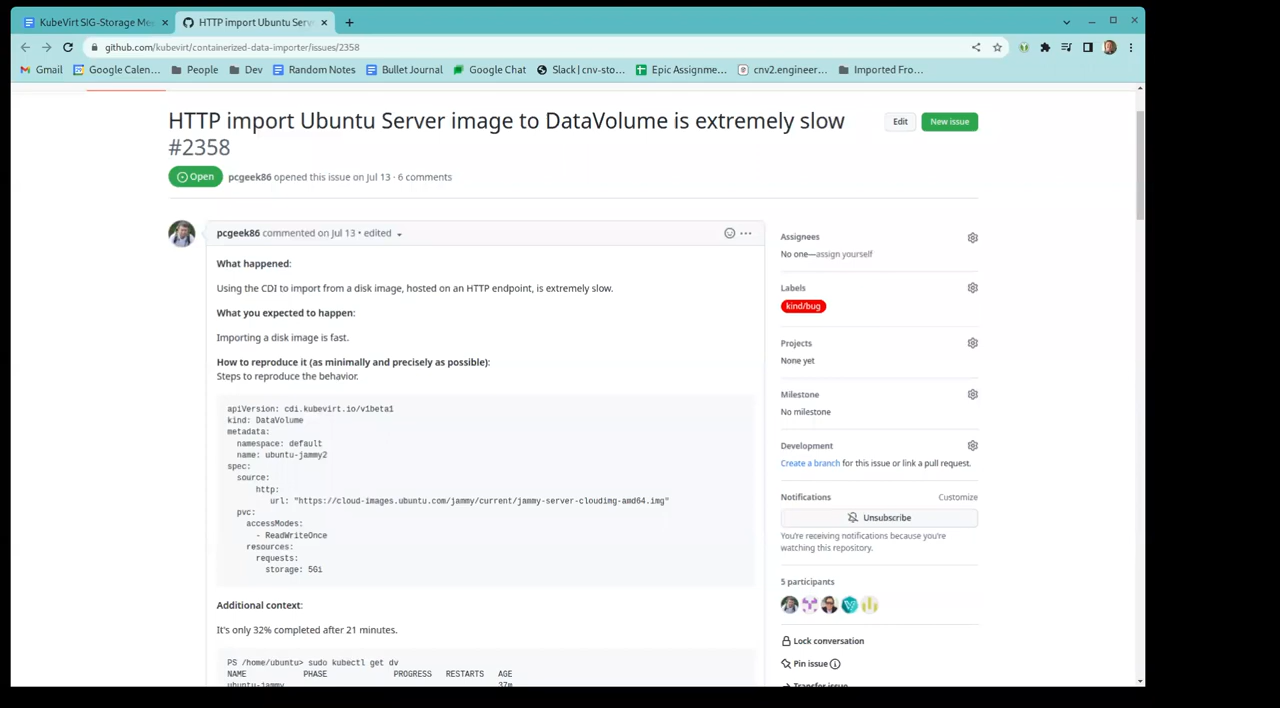 KubeVirt SIG-Storage Me
HTTP import Ubuntu Serv
github.com/kubevirt/containerized-data-importer/issues/2358
Gmail
Google Calen...
People
Dev
Random Notes
Bullet Journal
Google Chat
Slack | cnv-sto...
Epic Assignme...
cnv2.engineer...
Imported Fro...
HTTP import Ubuntu Server image to DataVolume is extremely slow
#2358
Edit
New issue
Open
pcgeek86 opened this issue on Jul 13 · 6 comments
pcgeek86 commented on Jul 13 • edited
What happened:
Using the CDI to import from a disk image, hosted on an HTTP endpoint, is extremely slow.
What you expected to happen:
Importing a disk image is fast.
How to reproduce it (as minimally and precisely as possible):
Steps to reproduce the behavior.
apiVersion: cdi.kubevirt.io/v1beta1
kind: DataVolume
metadata:
namespace: default
name: ubuntu-jammy2
spec:
source:
http:
url: "https://cloud-images.ubuntu.com/jammy/current/jammy-server-cloudimg-amd64.img"
pvc:
accessModes:
- ReadWriteOnce
resources:
requests:
storage: 5Gi
Additional context:
It's only 32% completed after 21 minutes.
PS /home/ubuntu> sudo kubectl get dv
NAME PHASE PROGRESS RESTARTS AGE
ubuntu-jammy 37m
Assignees
No one—assign yourself
Labels
kind/bug
Projects
None yet
Milestone
No milestone
Development
Create a branch for this issue or link a pull request.
Notifications
Customize
Unsubscribe
You're receiving notifications because you're
watching this repository.
5 participants
Lock conversation
Pin issue
Transfer issue